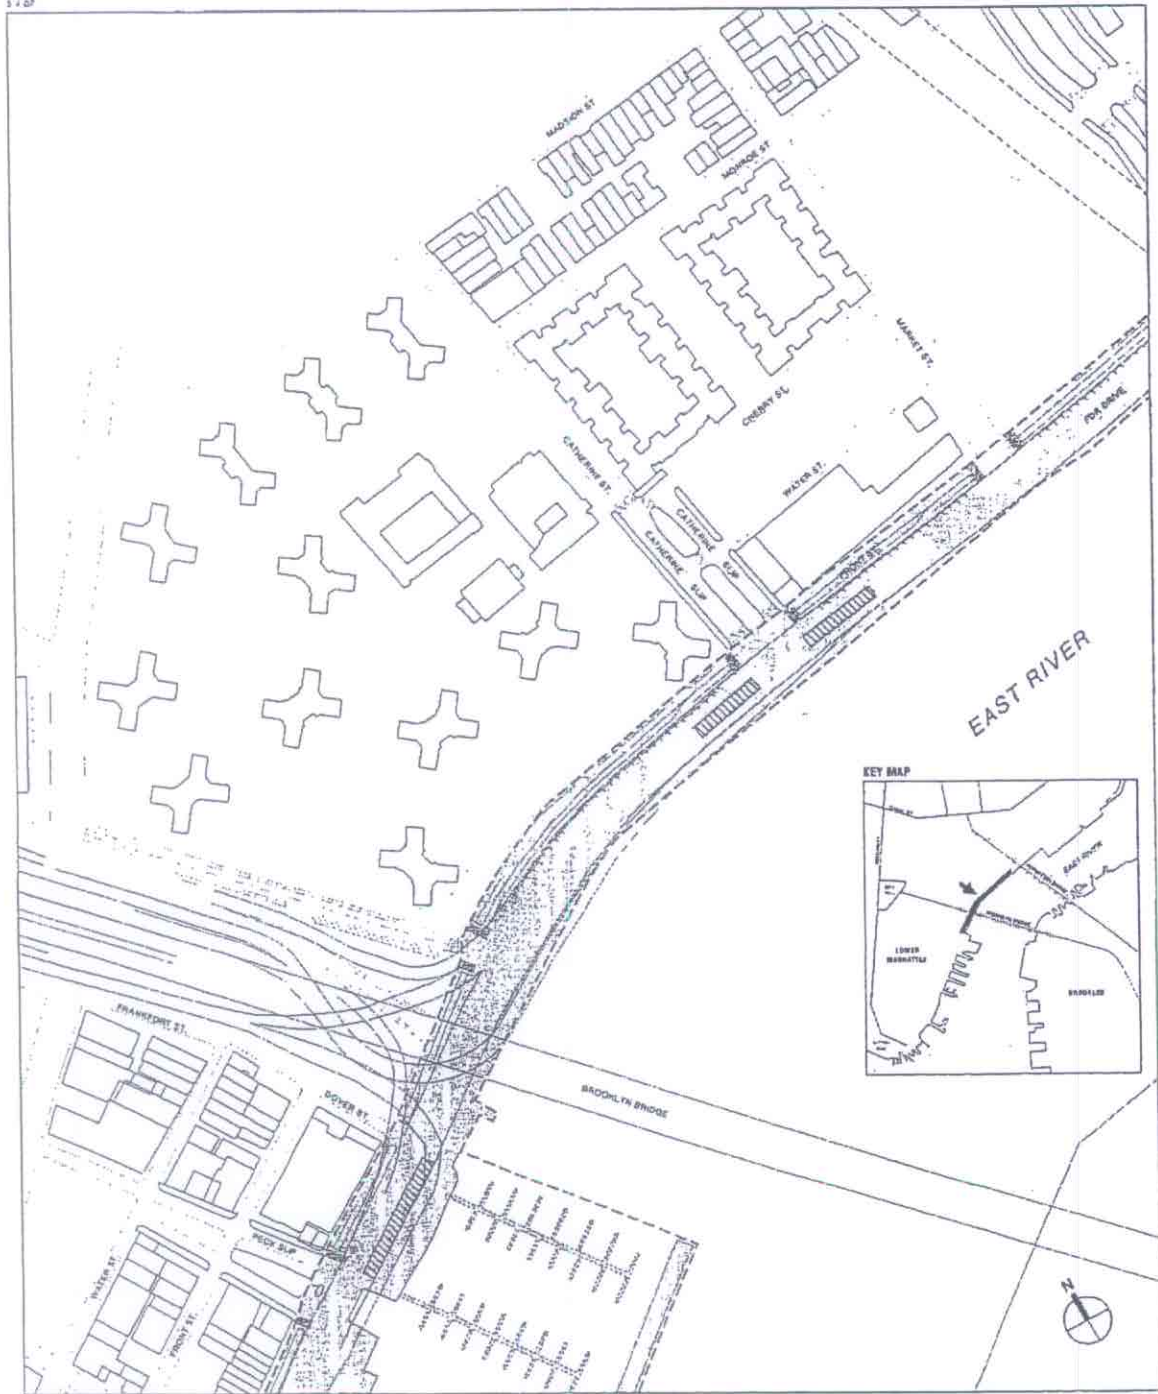 MADISON ST
MONROE ST
MARKET ST.
CHERRY ST.
FDR DRIVE
CATHERINE ST.
WATER ST.
CATHERINE SLIP
CATHERINE SLIP
FRONT ST.
EAST RIVER
KEY MAP
EAST RIVER
LOWER
MANHATTAN
BROOKLYN
FRANKFORT ST.
DOVER ST.
BROOKLYN BRIDGE
PECK SLIP
WATER ST.
FRONT ST.
N